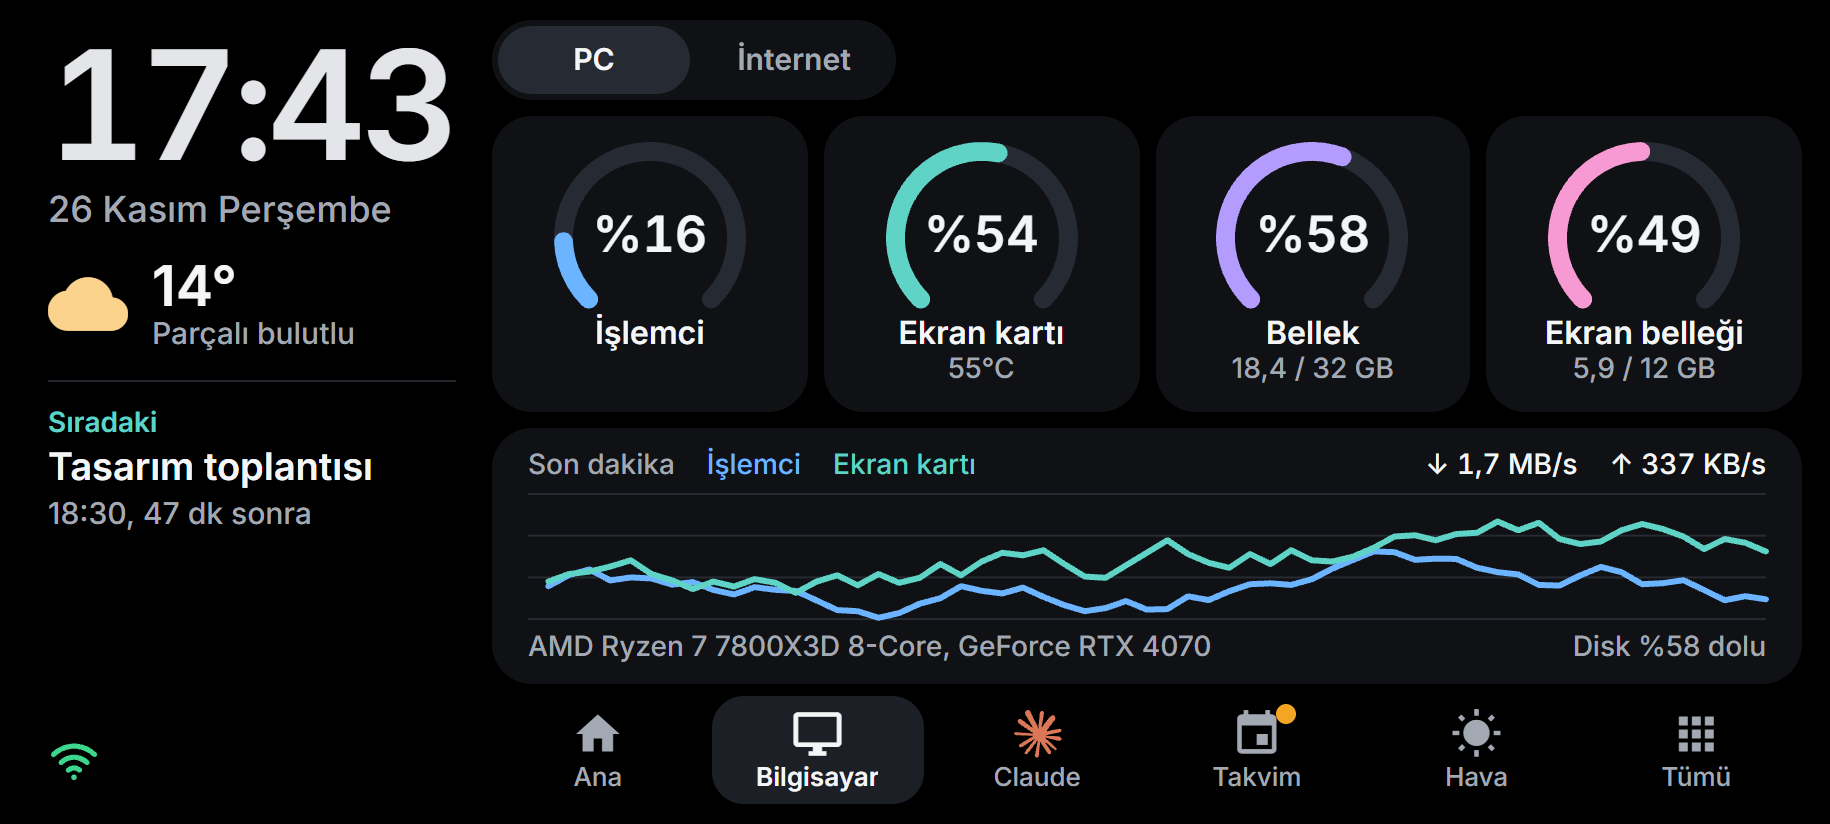 17:43
26 Kasım Perşembe
14°
Parçalı bulutlu
Sıradaki
Tasarım toplantısı
18:30, 47 dk sonra
PC İnternet
%16 %54 %58 %49
İşlemci Ekran kartı Bellek Ekran belleği
55°C 18,4 / 32 GB 5,9 / 12 GB
Son dakika İşlemci Ekran kartı ↓ 1,7 MB/s ↑ 337 KB/s
AMD Ryzen 7 7800X3D 8-Core, GeForce RTX 4070 Disk %58 dolu
Ana Bilgisayar Claude Takvim Hava Tümü